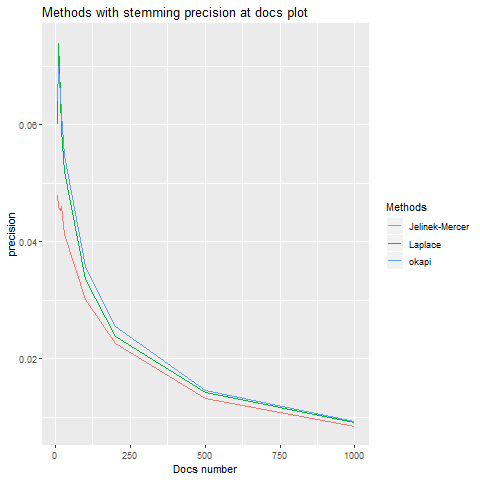 Methods with stemming precision at docs plot
0.06
0.04
0.02
precision
0
250
500
750
1000
Docs number
Methods
Jelinek-Mercer
Laplace
okapi